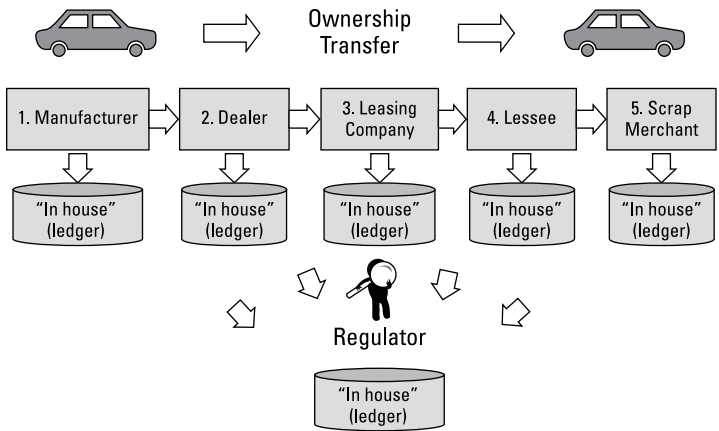 Ownership
Transfer
1. Manufacturer
2. Dealer
3. Leasing
Company
4. Lessee
5. Scrap
Merchant
“In house”
(ledger)
“In house”
(ledger)
“In house”
(ledger)
“In house”
(ledger)
“In house”
(ledger)
Regulator
“In house”
(ledger)